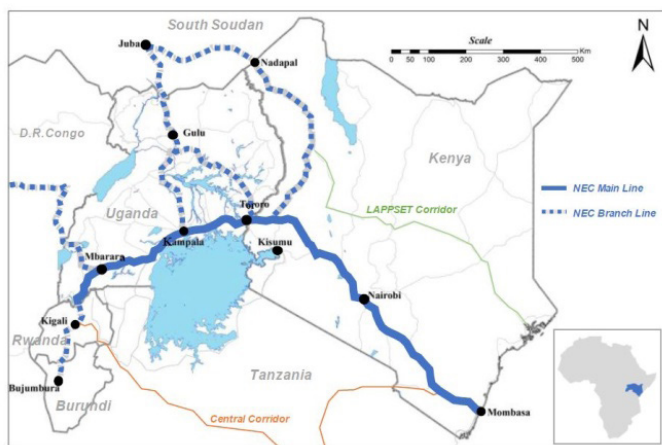 South Soudan
Juba
Nadapal
Scale
0 100 200 300 400 500 Km
N
D.R.Congo
Gulu
Kenya
NEC Main Line
NEC Branch Line
LAPPSET Corridor
Uganda
Tororo
Kampala
Kisumu
Mbarara
Nairobi
Kigali
Rwanda
Bujumbura
Burundi
Tanzania
Central Corridor
Mombasa